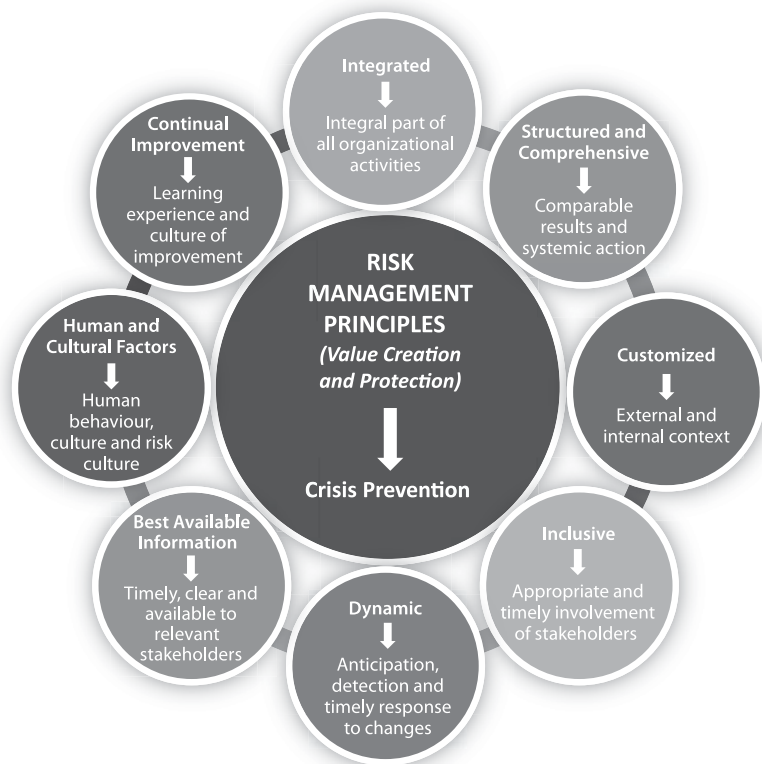 Integrated
Integral part of
all organizational
activities
Structured and
Comprehensive
Comparable
results and
systemic action
Customized
External and
internal context
Inclusive
Appropriate and
timely involvement
of stakeholders
Dynamic
Anticipation,
detection and
timely response
to changes
Best Available
Information
Timely, clear and
available to
relevant
stakeholders
Human and
Cultural Factors
Human
behaviour,
culture and risk
culture
Continual
Improvement
Learning
experience and
culture of
improvement
RISK
MANAGEMENT
PRINCIPLES
(Value Creation
and Protection)
Crisis Prevention